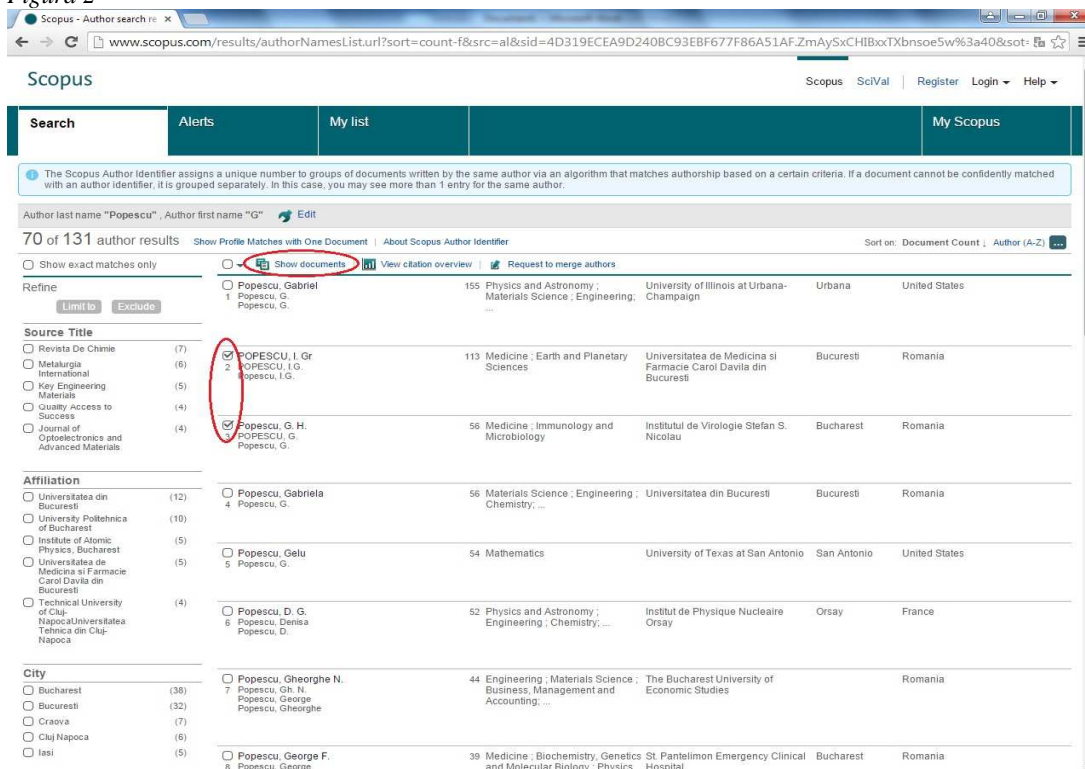 Figura 2
Scopus - Author search re
www.scopus.com/results/authorNamesList.url?sort=count-f&src=al&sid=4D319ECEA9D240BC93EBF677F86A51AF.ZmAySxCHIBxxTXbnsoe5w%3a40&sot=
Scopus
Scopus SciVal | Register Login Help
Search Alerts My list My Scopus
The Scopus Author Identifier assigns a unique number to groups of documents written by the same author via an algorithm that matches authorship based on a certain criteria. If a document cannot be confidently matched
with an author identifier, it is grouped separately. In this case, you may see more than 1 entry for the same author.
Author last name "Popescu" , Author first name "G" Edit
70 of 131 author results Show Profile Matches with One Document | About Scopus Author Identifier Sort on: Document Count Author (A-Z) ...
Show exact matches only
Show documents | View citation overview | Request to merge authors
Refine
Limit to Exclude
Source Title
Revista De Chimie (7)
Metalurgia (6)
International
Key Engineering (5)
Materials
Quality Access to (4)
Success
Journal of (4)
Optoelectronics and
Advanced Materials
Affiliation
Universitatea din (12)
Bucuresti
University Politehnica (10)
of Bucharest
Institute of Atomic (5)
Physics, Bucharest
Universitatea de (5)
Medicina si Farmacie
Carol Davila din
Bucuresti
Technical University (4)
of Cluj-
NapocaUniversitatea
Tehnica din Cluj-
Napoca
City
Bucharest (38)
Bucuresti (32)
Craova (7)
Cluj Napoca (6)
Iasi (5)
Popescu, Gabriel 155 Physics and Astronomy ; University of Illinois at Urbana- Urbana United States
1 Popescu, G. Materials Science ; Engineering; Champaign
Popescu, G. ...
POPESCU, I. Gr 113 Medicine ; Earth and Planetary Universitatea de Medicina si Bucuresti Romania
2 POPESCU, I.G. Sciences Farmacie Carol Davila din
Popescu, I.G. Bucuresti
Popescu, G. H. 56 Medicine ; Immunology and Institutul de Virologie Stefan S. Bucharest Romania
3 POPESCU, G. Microbiology Nicolau
Popescu, G.
Popescu, Gabriela 56 Materials Science ; Engineering ; Universitatea din Bucuresti Bucuresti Romania
4 Popescu, G. Chemistry; ...
Popescu, Gelu 54 Mathematics University of Texas at San Antonio San Antonio United States
5 Popescu, G.
Popescu, D. G. 52 Physics and Astronomy ; Institut de Physique Nucleaire Orsay France
6 Popescu, Denisa Engineering ; Chemistry; ... Orsay
Popescu, D.
Popescu, Gheorghe N. 44 Engineering ; Materials Science ; The Bucharest University of Romania
7 Popescu, Gh. N. Business, Management and Economic Studies
Popescu, George Accounting; ...
Popescu, Gheorghe
Popescu, George F. 39 Medicine ; Biochemistry, Genetics St. Pantelimon Emergency Clinical Bucharest Romania
8 Popescu, George and Molecular Biology ; Physics Hospital